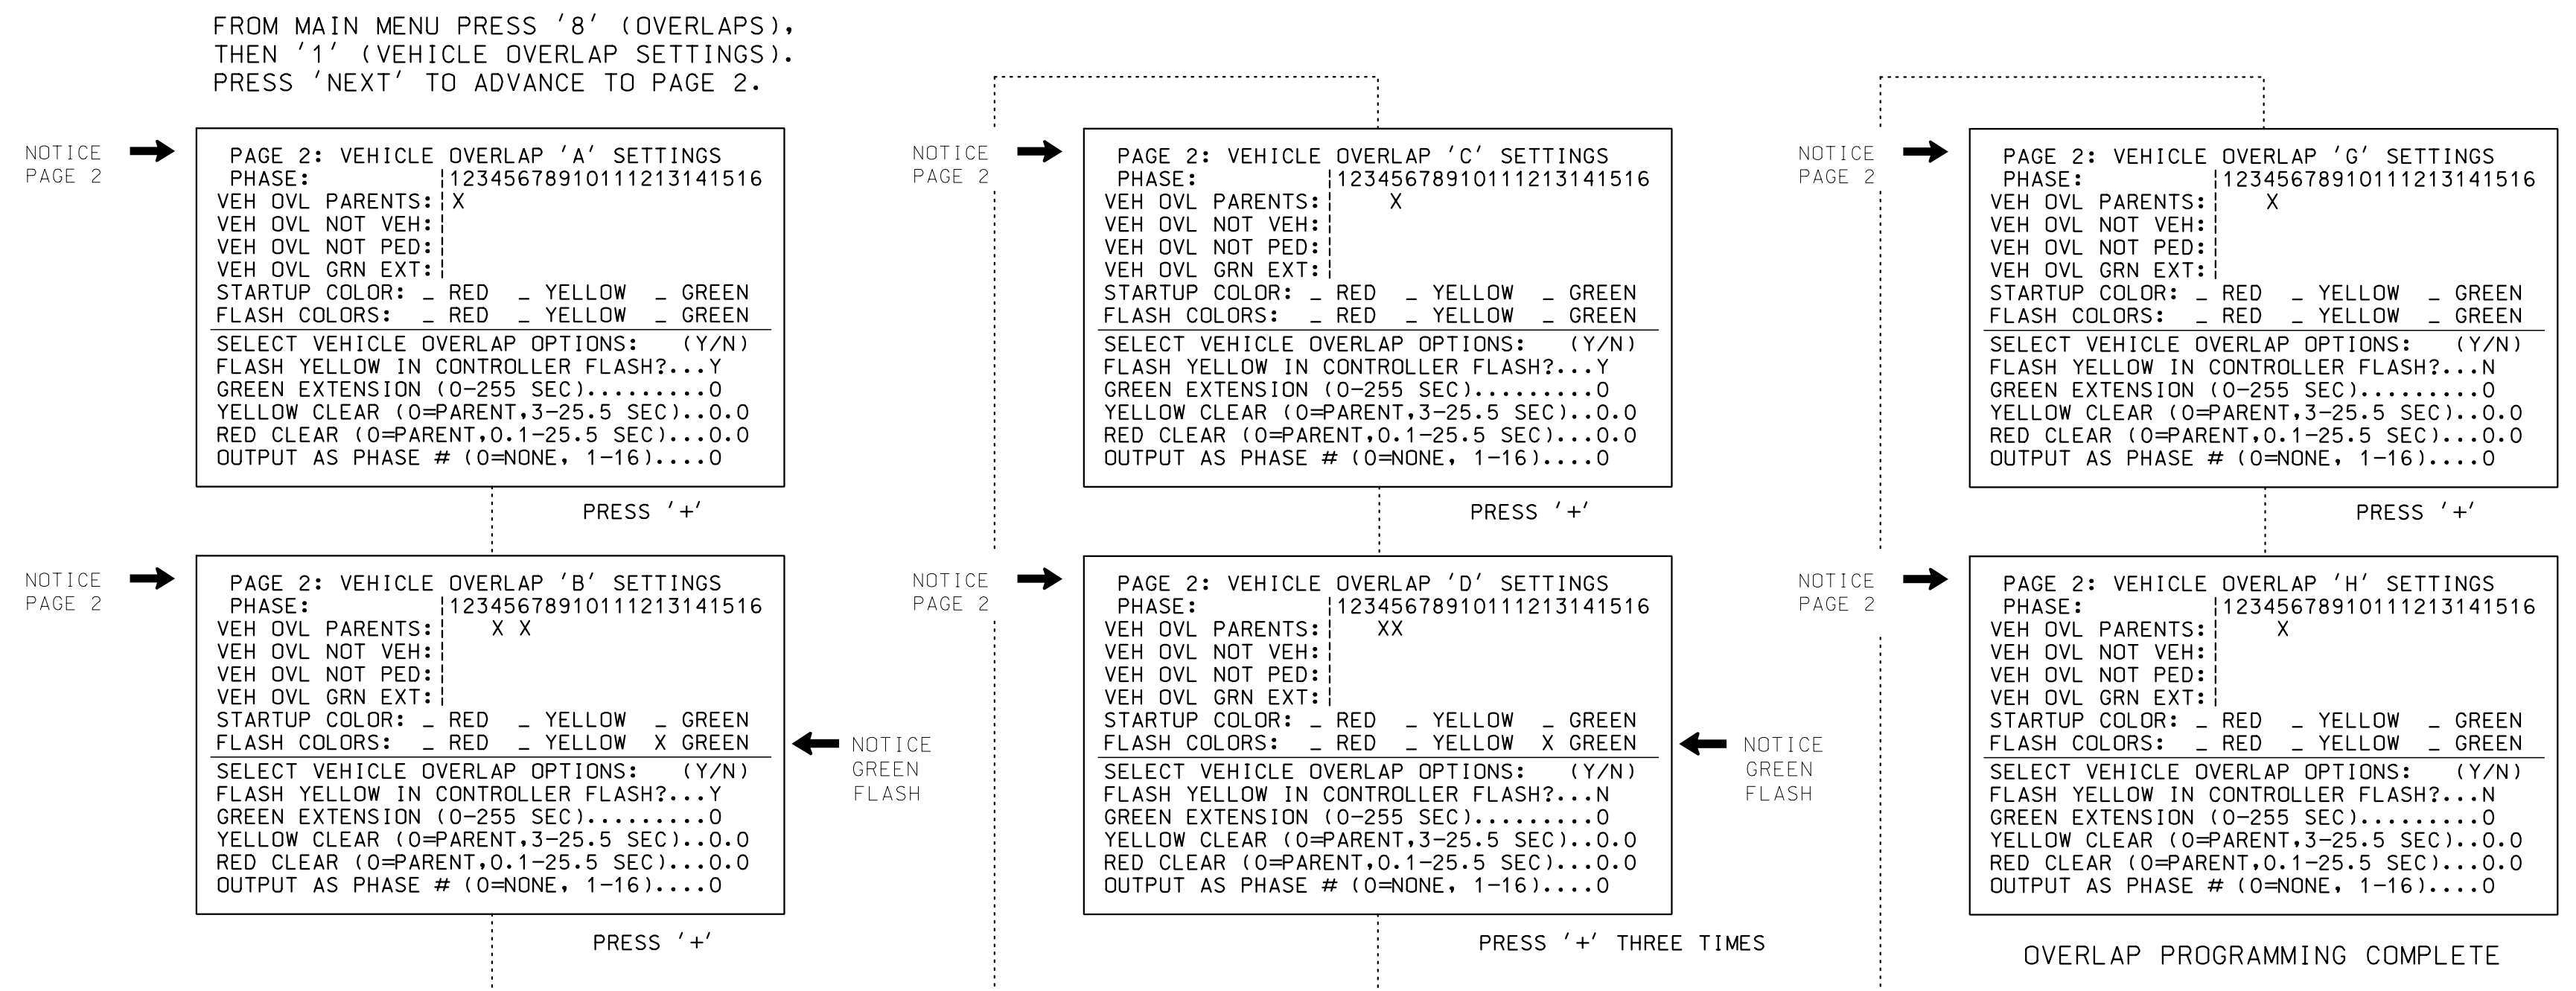 FROM MAIN MENU PRESS '8' (OVERLAPS),
THEN '1' (VEHICLE OVERLAP SETTINGS).
PRESS 'NEXT' TO ADVANCE TO PAGE 2.
NOTICE
PAGE 2
PAGE 2: VEHICLE OVERLAP 'A' SETTINGS
PHASE: |12345678910111213141516
VEH OVL PARENTS:|X
VEH OVL NOT VEH:|
VEH OVL NOT PED:|
VEH OVL GRN EXT:|
STARTUP COLOR: _ RED _ YELLOW _ GREEN
FLASH COLORS: _ RED _ YELLOW _ GREEN
SELECT VEHICLE OVERLAP OPTIONS: (Y/N)
FLASH YELLOW IN CONTROLLER FLASH?...Y
GREEN EXTENSION (0-255 SEC).........0
YELLOW CLEAR (0=PARENT,3-25.5 SEC)..0.0
RED CLEAR (0=PARENT,0.1-25.5 SEC)...0.0
OUTPUT AS PHASE # (0=NONE, 1-16)....0
PRESS '+'
NOTICE
PAGE 2
PAGE 2: VEHICLE OVERLAP 'B' SETTINGS
PHASE: |12345678910111213141516
VEH OVL PARENTS:| X X
VEH OVL NOT VEH:|
VEH OVL NOT PED:|
VEH OVL GRN EXT:|
STARTUP COLOR: _ RED _ YELLOW _ GREEN
FLASH COLORS: _ RED _ YELLOW X GREEN
SELECT VEHICLE OVERLAP OPTIONS: (Y/N)
FLASH YELLOW IN CONTROLLER FLASH?...Y
GREEN EXTENSION (0-255 SEC).........0
YELLOW CLEAR (0=PARENT,3-25.5 SEC)..0.0
RED CLEAR (0=PARENT,0.1-25.5 SEC)...0.0
OUTPUT AS PHASE # (0=NONE, 1-16)....0
NOTICE
GREEN
FLASH
PRESS '+'
NOTICE
PAGE 2
PAGE 2: VEHICLE OVERLAP 'C' SETTINGS
PHASE: |12345678910111213141516
VEH OVL PARENTS:| X
VEH OVL NOT VEH:|
VEH OVL NOT PED:|
VEH OVL GRN EXT:|
STARTUP COLOR: _ RED _ YELLOW _ GREEN
FLASH COLORS: _ RED _ YELLOW _ GREEN
SELECT VEHICLE OVERLAP OPTIONS: (Y/N)
FLASH YELLOW IN CONTROLLER FLASH?...Y
GREEN EXTENSION (0-255 SEC).........0
YELLOW CLEAR (0=PARENT,3-25.5 SEC)..0.0
RED CLEAR (0=PARENT,0.1-25.5 SEC)...0.0
OUTPUT AS PHASE # (0=NONE, 1-16)....0
PRESS '+'
NOTICE
PAGE 2
PAGE 2: VEHICLE OVERLAP 'D' SETTINGS
PHASE: |12345678910111213141516
VEH OVL PARENTS:| XX
VEH OVL NOT VEH:|
VEH OVL NOT PED:|
VEH OVL GRN EXT:|
STARTUP COLOR: _ RED _ YELLOW _ GREEN
FLASH COLORS: _ RED _ YELLOW X GREEN
SELECT VEHICLE OVERLAP OPTIONS: (Y/N)
FLASH YELLOW IN CONTROLLER FLASH?...N
GREEN EXTENSION (0-255 SEC).........0
YELLOW CLEAR (0=PARENT,3-25.5 SEC)..0.0
RED CLEAR (0=PARENT,0.1-25.5 SEC)...0.0
OUTPUT AS PHASE # (0=NONE, 1-16)....0
NOTICE
GREEN
FLASH
PRESS '+' THREE TIMES
NOTICE
PAGE 2
PAGE 2: VEHICLE OVERLAP 'G' SETTINGS
PHASE: |12345678910111213141516
VEH OVL PARENTS:| X
VEH OVL NOT VEH:|
VEH OVL NOT PED:|
VEH OVL GRN EXT:|
STARTUP COLOR: _ RED _ YELLOW _ GREEN
FLASH COLORS: _ RED _ YELLOW _ GREEN
SELECT VEHICLE OVERLAP OPTIONS: (Y/N)
FLASH YELLOW IN CONTROLLER FLASH?...N
GREEN EXTENSION (0-255 SEC).........0
YELLOW CLEAR (0=PARENT,3-25.5 SEC)..0.0
RED CLEAR (0=PARENT,0.1-25.5 SEC)...0.0
OUTPUT AS PHASE # (0=NONE, 1-16)....0
PRESS '+'
NOTICE
PAGE 2
PAGE 2: VEHICLE OVERLAP 'H' SETTINGS
PHASE: |12345678910111213141516
VEH OVL PARENTS:| X
VEH OVL NOT VEH:|
VEH OVL NOT PED:|
VEH OVL GRN EXT:|
STARTUP COLOR: _ RED _ YELLOW _ GREEN
FLASH COLORS: _ RED _ YELLOW _ GREEN
SELECT VEHICLE OVERLAP OPTIONS: (Y/N)
FLASH YELLOW IN CONTROLLER FLASH?...N
GREEN EXTENSION (0-255 SEC).........0
YELLOW CLEAR (0=PARENT,3-25.5 SEC)..0.0
RED CLEAR (0=PARENT,0.1-25.5 SEC)...0.0
OUTPUT AS PHASE # (0=NONE, 1-16)....0
OVERLAP PROGRAMMING COMPLETE